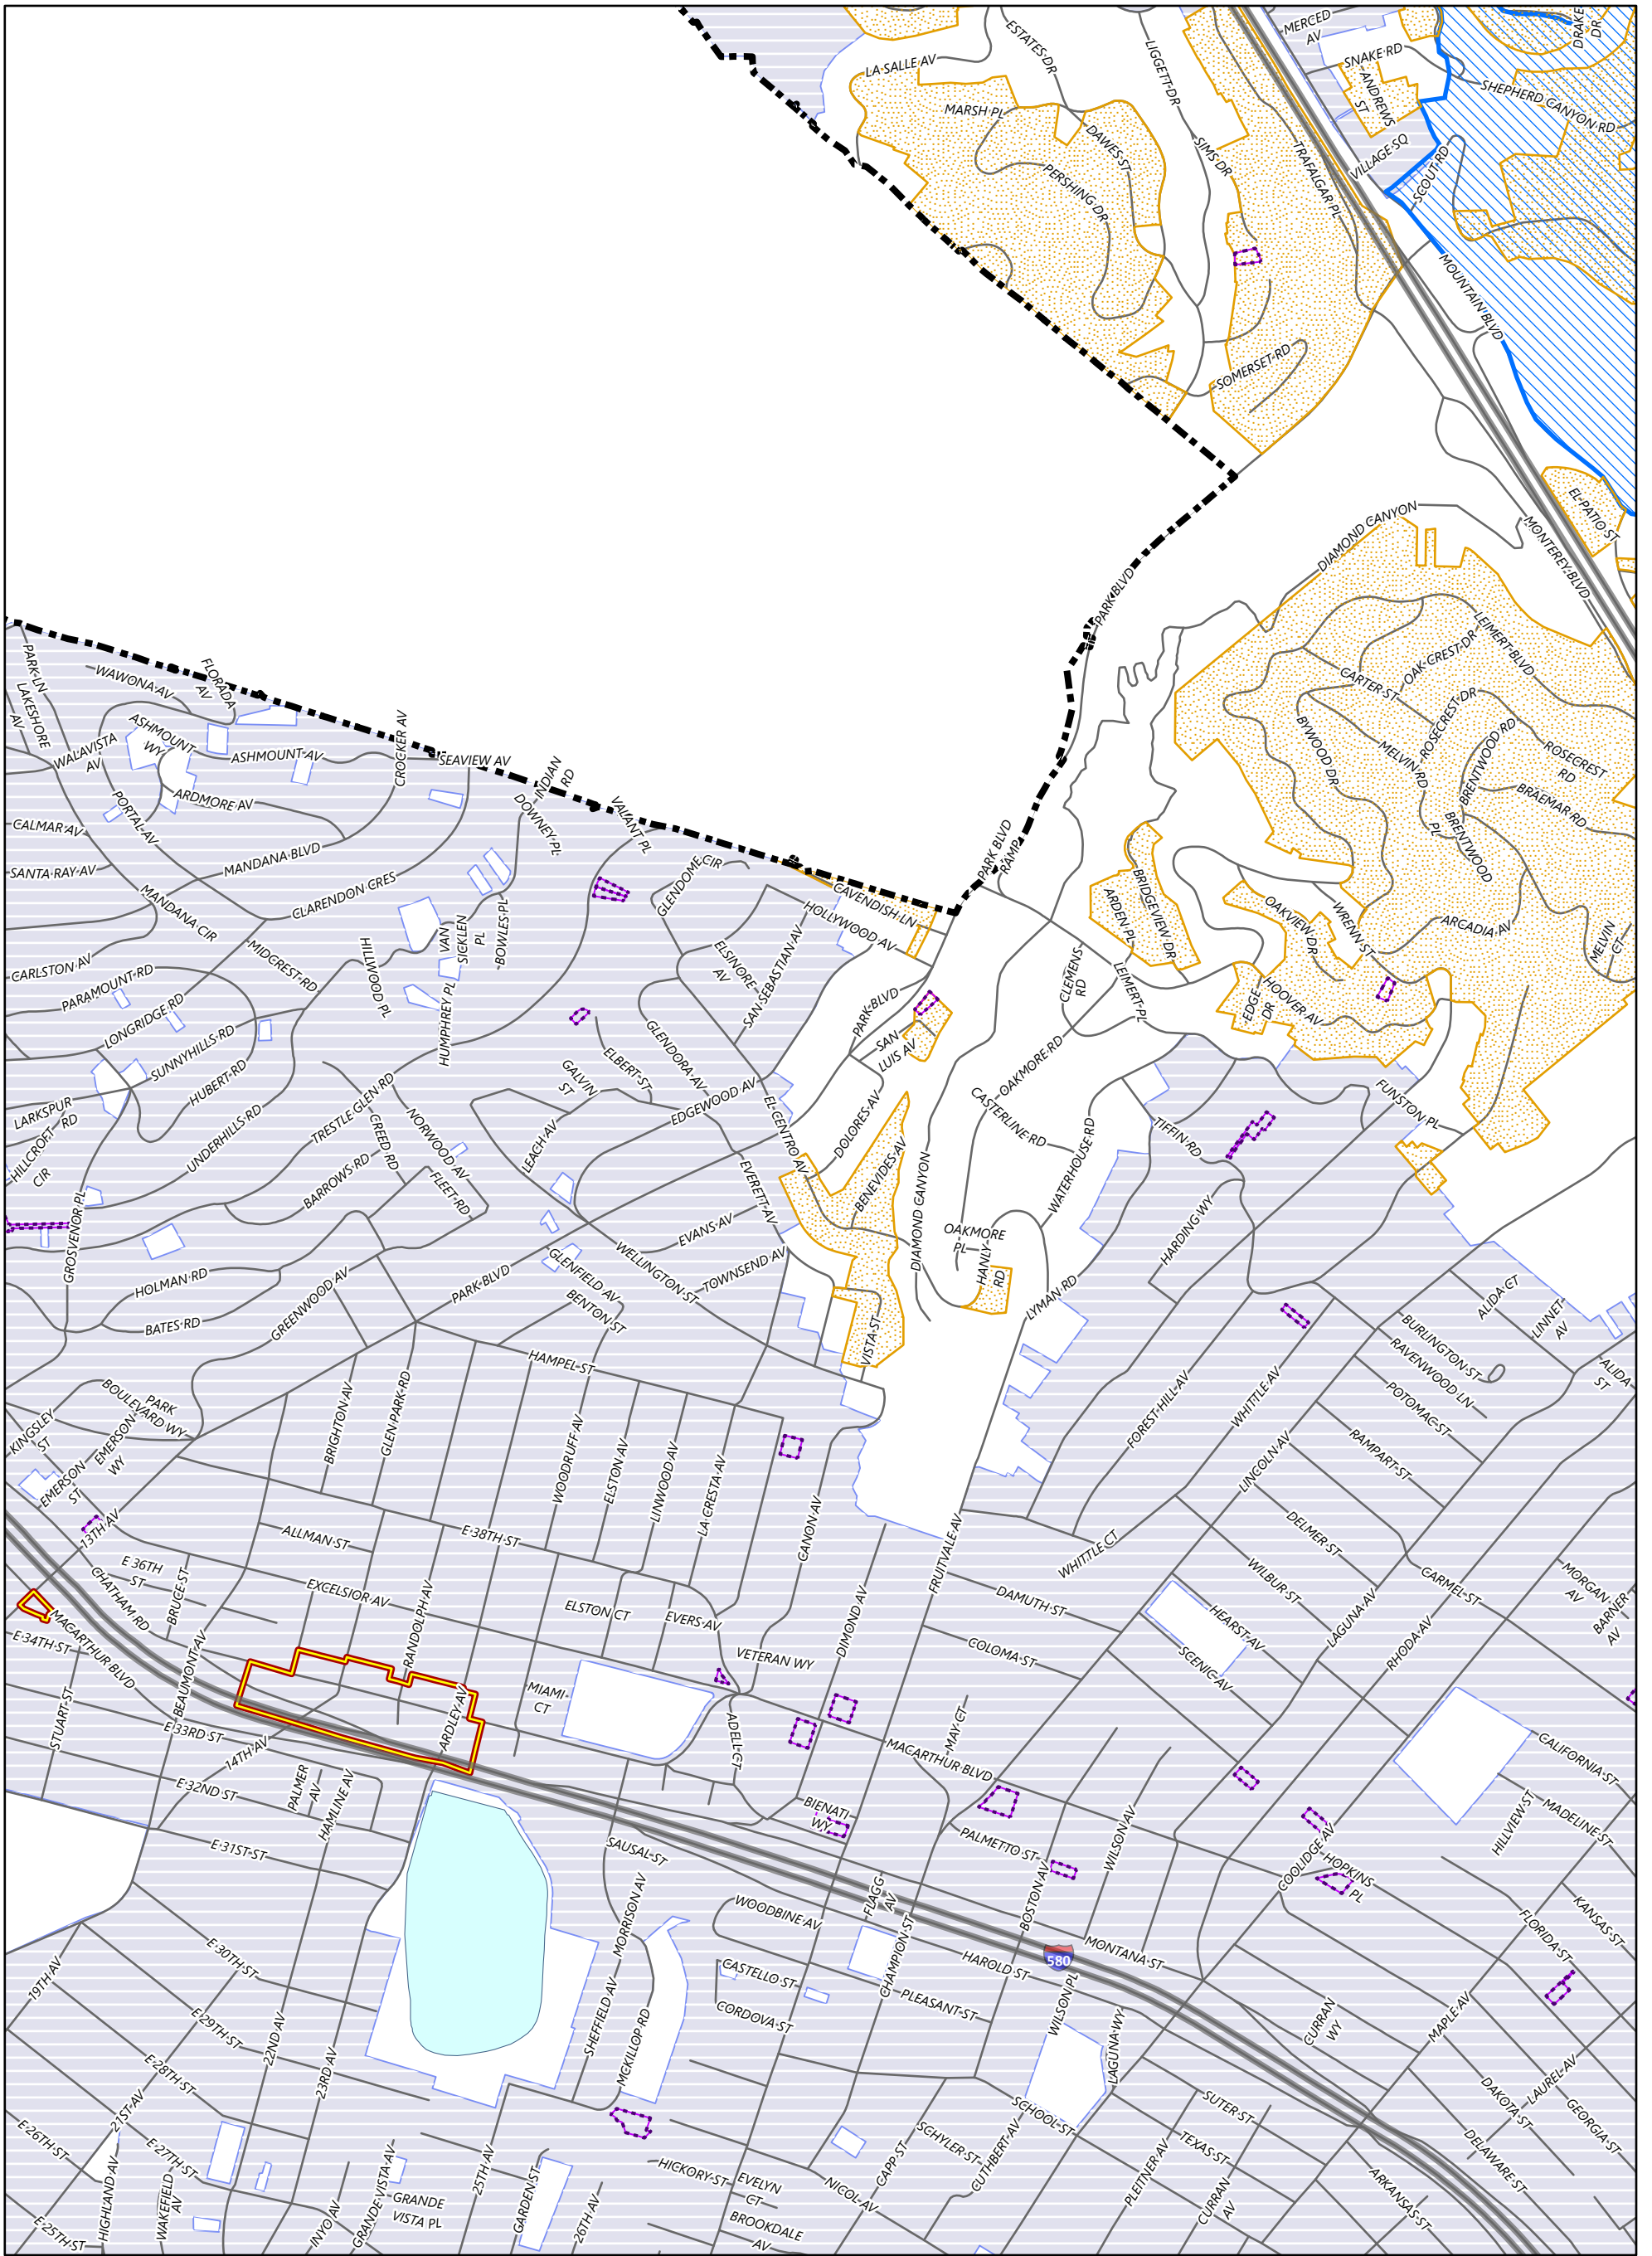 MERCED
AV
DRAKE
DR
ESTATES DR
LA SALLE AV
LIGGETT DR
SNAKE RD
ANDREWS
ST
SHEPHERD CANYON RD
MARSH PL
DAWES ST
SIMS DR
TRAFALGAR PL
VILLAGE SQ
SCOUT RD
PERSHING DR
MOUNTAIN BLVD
SOMERSET RD
EL PATIO ST
DIAMOND CANYON
MONTEREY BLVD
PARK BLVD
LEIMERT BLVD
OAK CREST DR
CARTER ST
ROSECREST DR
BYWOOD DR
MELVIN RD
BRENTWOOD RD
ROSECREST
RD
BRAEMAR RD
BRENTWOOD
PL
PARK LN
LAKESHORE
AV
WAWONA AV
FLORADA
AV
ASHMOUNT
WY
WALAVISTA
AV
ASHMOUNT AV
CROCKER AV
SEAVIEW AV
INDIAN
RD
ARDMORE AV
PORTAL AV
DOWNEY PL
VALIANT PL
CALMAR AV
MANDANA BLVD
SANTA RAY AV
CLARENDON CRES
MANDANA CIR
GLENDOME CIR
PARK BLVD
RAMP
CAVENDISH LN
HOLLYWOOD AV
ARDEN PL
BRIDGEVIEW DR
OAKVIEW DR
WRENN ST
ARCADIA AV
MELVIN
CT
CARLSTON AV
PARAMOUNT RD
LONGRIDGE RD
MIDCREST RD
HILLWOOD PL
VAN
SICKLEN
PL
BOWLES PL
HUMPHREY PL
ELSINORE
AV
SAN SEBASTIAN AV
PARK BLVD
SAN
LUIS AV
CLEMENS
RD
LEIMERT PL
EDGE
DR
HOOVER AV
SUNNYHILLS RD
HUBERT RD
UNDERHILLS RD
TRESTLE GLEN RD
CREED RD
NORWOOD AV
LARKSPUR
RD
HILLCROFT
CIR
BARROWS RD
FLEET RD
GALVIN
ST
ELBERT ST
GLENDORA AV
EDGEWOOD AV
EL CENTRO AV
LEACH AV
DOLORES AV
BENEVIDES AV
OAKMORE RD
CASTERLINE RD
WATERHOUSE RD
TIFFIN RD
FUNSTON PL
HARDING WY
EVERETT AV
EVANS AV
TOWNSEND AV
WELLINGTON ST
DIAMOND CANYON
OAKMORE
PL
HANLY
RD
LYMAN RD
GROSVENOR PL
HOLMAN RD
BATES RD
GREENWOOD AV
PARK BLVD
GLENFIELD AV
BENTON ST
VISTA ST
ALIDA CT
LINNET
AV
BURLINGTON ST
RAVENWOOD LN
ALIDA
ST
HAMPEL ST
FOREST HILL AV
WHITTLE AV
POTOMAC ST
RAMPART ST
LINCOLN AV
PARK
BOULEVARD WY
KINGSLEY
ST
EMERSON
WY
EMERSON
ST
BRIGHTON AV
GLEN PARK RD
WOODRUFF AV
ELSTON AV
LINWOOD AV
LA CRESTA AV
CANON AV
13TH AV
ALLMAN ST
E 38TH ST
E 36TH
ST
CHATHAM RD
BRUCE ST
EXCELSIOR AV
RANDOLPH AV
ELSTON CT
EVERS AV
DIMOND AV
FRUITVALE AV
WHITTLE CT
DELMER ST
WILBUR ST
CARMEL ST
MORGAN
AV
BARNER
AV
DAMUTH ST
COLOMA ST
HEARST AV
SCENIC AV
LAGUNA AV
RHODA AV
MACARTHUR BLVD
E 34TH ST
STUART ST
BEAUMONT AV
E 33RD ST
14TH AV
E 32ND ST
PALMER
AV
HAMLINE AV
E 31ST ST
ARDLEY AV
MIAMI
CT
VETERAN WY
ADELL CT
MAY CT
MACARTHUR BLVD
BIENATI
WY
PALMETTO ST
WILSON AV
BOSTON AV
CALIFORNIA ST
MADELINE ST
HILLVIEW ST
COOLIDGE AV
HOPKINS
PL
KANSAS ST
FLORIDA ST
SAUSAL ST
WOODBINE AV
FLAGG
AV
CHAMPION ST
HAROLD ST
580
MONTANA ST
E 30TH ST
19TH AV
E 29TH ST
E 28TH ST
22ND AV
23RD AV
MORRISON AV
SHEFFIELD AV
MCKILLOP RD
CASTELLO ST
CORDOVA ST
PLEASANT ST
WILSON PL
LAGUNA WY
CURRAN
WY
MAPLE AV
LAUREL AV
DAKOTA ST
GEORGIA ST
DELAWARE ST
SUTER ST
SCHOOL ST
TEXAS ST
SCHYLER ST
CUTHBERT AV
CAPP ST
PLEITNER AV
CURRAN
AV
ARKANSAS ST
E 26TH ST
21ST AV
E 27TH ST
E 25TH ST
HIGHLAND AV
WAKEFIELD
AV
INYO AV
GRANDE VISTA AV
GRANDE
VISTA PL
25TH AV
GARDEN ST
26TH AV
HICKORY ST
EVELYN
CT
NICOL AV
BROOKDALE
AV